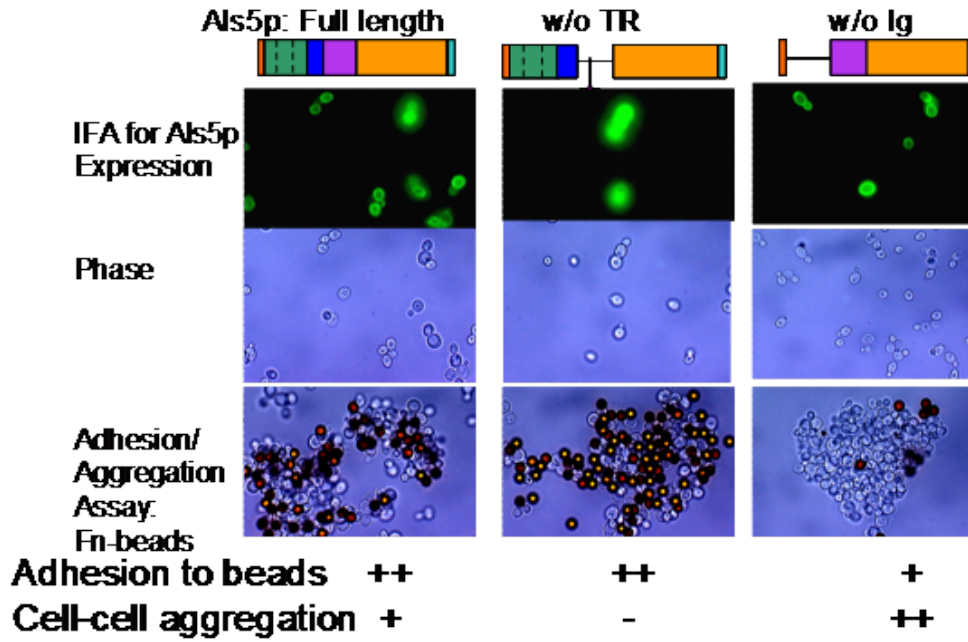 Als5p: Full length w/o TR w/o Ig
IFA for Als5p
Expression
Phase
Adhesion/
Aggregation
Assay:
Fn-beads
Adhesion to beads ++ ++ +
Cell-cell aggregation + - ++